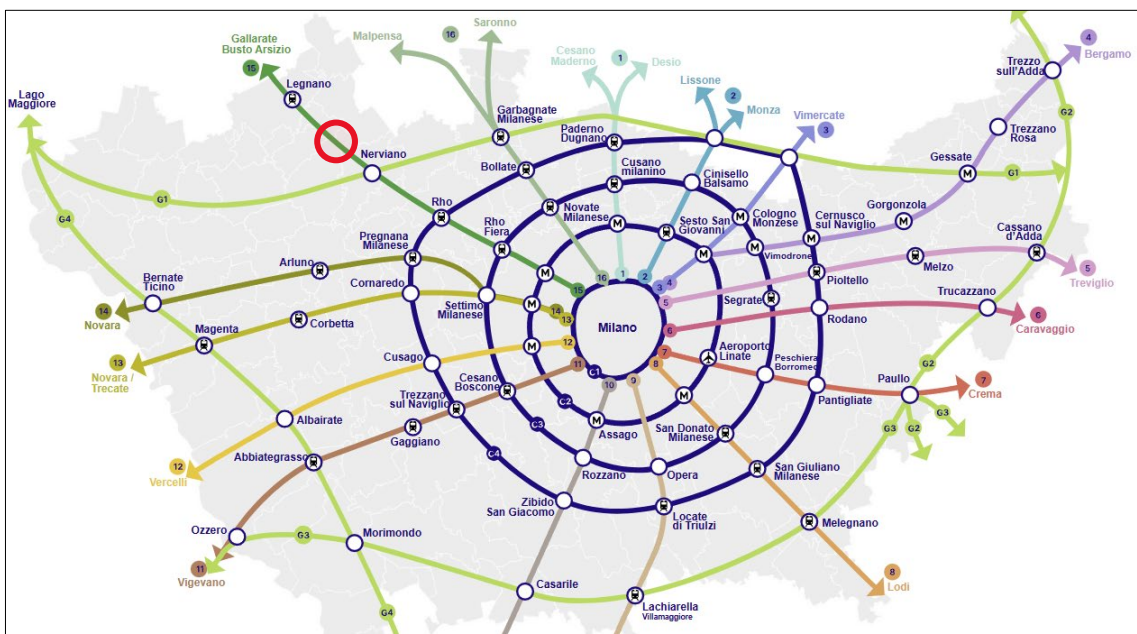 Gallarate
Busto Arsizio
15
Legnano
Malpensa
16
Saronno
Cesano
Maderno
1
Desio
Lissone
2
Monza
Vimercate
3
4
Bergamo
Trezzo
sull'Adda
G2
Lago
Maggiore
Garbagnate
Milanese
Paderno
Dugnano
Trezzano
Rosa
Nerviano
Bollate
Cusano
milanino
Cinisello
Balsamo
Gessate
G1
G1
G4
Rho
Novate
Milanese
M
Sesto San
Giovanni
M
Cologno
Monzese
Cernusco
sul Naviglio
Gorgonzola
M
M
Pregnana
Milanese
Rho
Fiera
M
M
M
Vimodrone
Cassano
d'Adda
Arluno
Melzo
5
Treviglio
Bernate
Ticino
Cornaredo
Settimo
Milanese
16
1
2
3
4
5
Pioltello
Segrate
Trucazzano
14
Novara
Magenta
Corbetta
M
14
13
15
Milano
6
Rodano
6
Caravaggio
13
Novara /
Trecate
Cusago
M
12
11
C1
10
9
8
7
Aeroporto
Linate
Peschiera
Borromeo
G2
Cesano
Boscone
C2
Pantigliate
Paullo
7
Crema
Trezzano
sul Naviglio
M
Assago
M
G3
G2
G3
Albairate
Gaggiano
C3
San Donato
Milanese
12
Vercelli
Abbiategrasso
C4
Rozzano
Opera
San Giuliano
Milanese
Zibido
San Giacomo
Locate
di Triulzi
Melegnano
Ozzero
G3
Morimondo
11
Vigevano
8
Lodi
Casarile
Lachiarella
Villamaggiore
G4